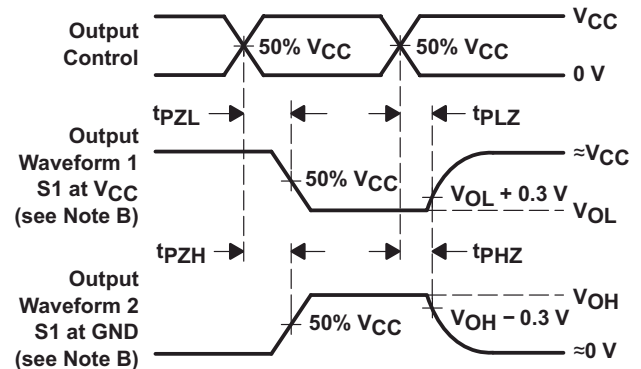 Output
Control
50% VCC
50% VCC
VCC
0 V
tPZL
tPLZ
Output
Waveform 1
S1 at VCC
(see Note B)
50% VCC
≈VCC
VOL + 0.3 V
VOL
tPZH
tPHZ
Output
Waveform 2
S1 at GND
(see Note B)
50% VCC
VOH
VOH − 0.3 V
≈0 V